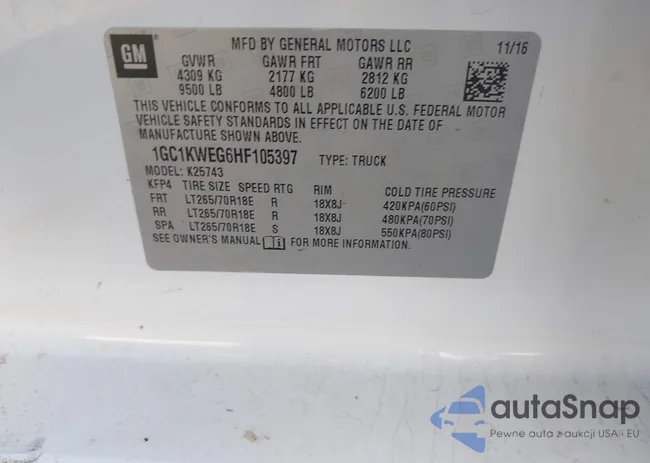 GM
MFD BY GENERAL MOTORS LLC 11/16
GVWR GAWR FRT GAWR RR
4309 KG 2177 KG 2812 KG
9500 LB 4800 LB 6200 LB
THIS VEHICLE CONFORMS TO ALL APPLICABLE U.S. FEDERAL MOTOR
VEHICLE SAFETY STANDARDS IN EFFECT ON THE DATE OF
MANUFACTURE SHOWN ABOVE.
1GC1KWEG6HF105397 TYPE: TRUCK
MODEL: K25743
KFP4 TIRE SIZE SPEED RTG RIM COLD TIRE PRESSURE
FRT LT265/70R18E R 18X8J 420KPA(60PSI)
RR LT265/70R18E R 18X8J 480KPA(70PSI)
SPA LT265/70R18E S 18X8J 550KPA(80PSI)
SEE OWNER'S MANUAL FOR MORE INFORMATION.
autaSnap
Pewne auta z aukcji USA i EU